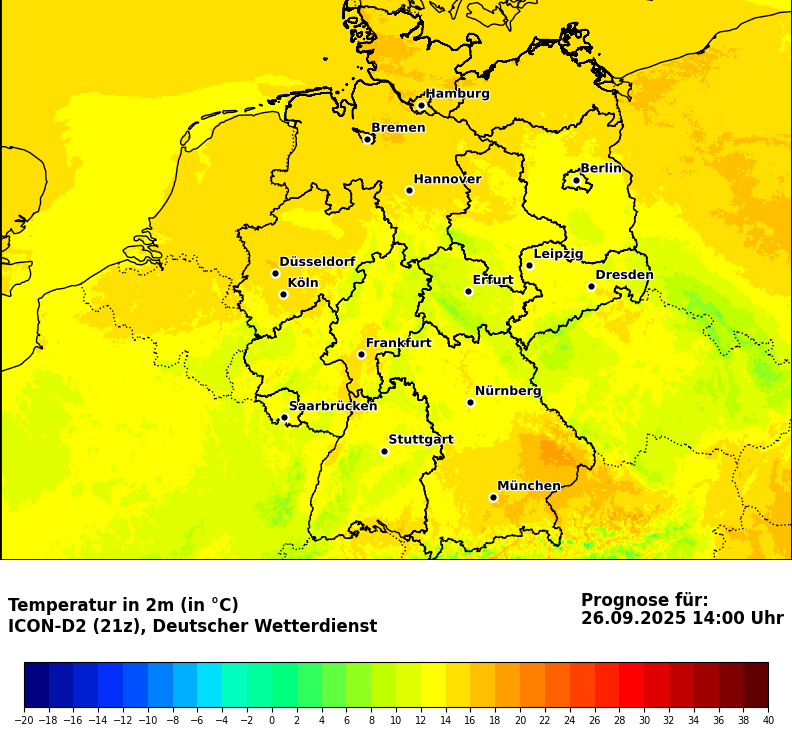 Hamburg
Bremen
Berlin
Hannover
Leipzig
Düsseldorf
Dresden
Erfurt
Köln
Frankfurt
Nürnberg
Saarbrücken
Stuttgart
München
Temperatur in 2m (in °C)
ICON-D2 (21z), Deutscher Wetterdienst
Prognose für:
26.09.2025 14:00 Uhr
−20 −18 −16 −14 −12 −10 −8 −6 −4 −2 0 2 4 6 8 10 12 14 16 18 20 22 24 26 28 30 32 34 36 38 40